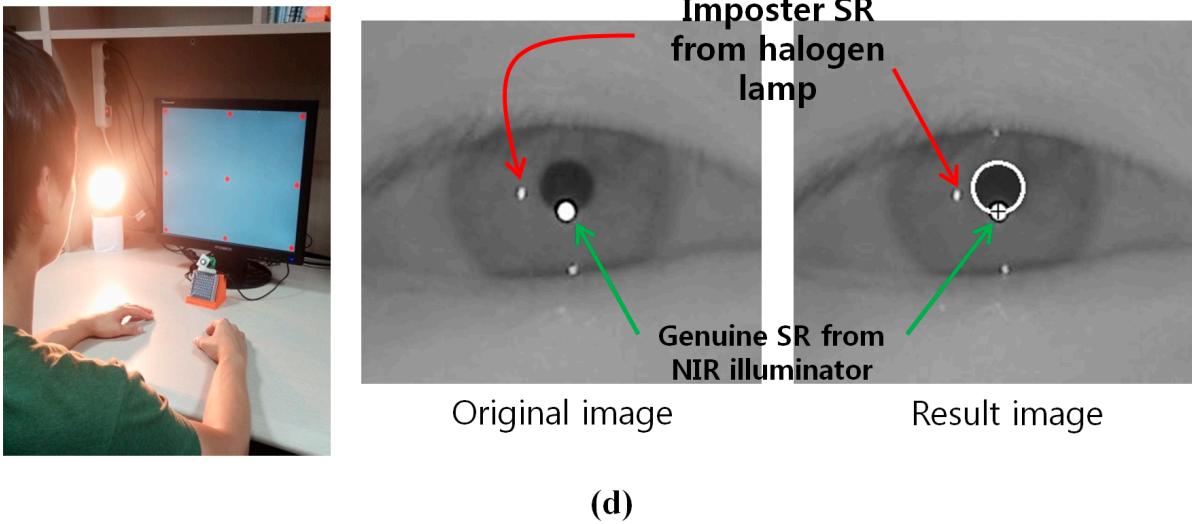 Imposter SR
from halogen
lamp
Genuine SR from
NIR illuminator
Original image
Result image
(d)